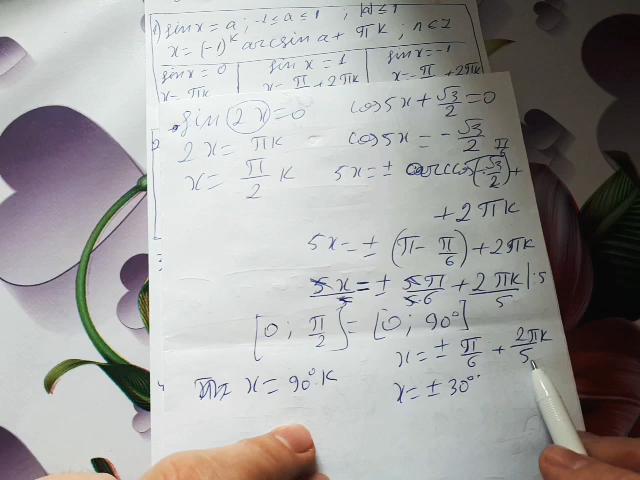 1) sin x = a ; -1 ≤ a ≤ 1 ; |a| ≤ 1
x = (-1)^k arcsin a + πk ; n ∈ Z
sin x = 0 | sin x = 1 | sin x = -1
x = πk | x = π/2 + 2πk | x = -π/2 + 2πk
sin 2x = 0
2x = πk
x = π/2 k
cos 5x + √3/2 = 0
cos 5x = -√3/2
π/6
5x = ± arccos(-√3/2) +
+ 2πk
5x = ± (π - π/6) + 2πk
5x/5 = ± 5π/5·6 + 2πk/5 |:5
[0 ; π/2] = [0 ; 90°]
x = ± π/6 + 2πk/5
x = 90°·k
x = ± 30°